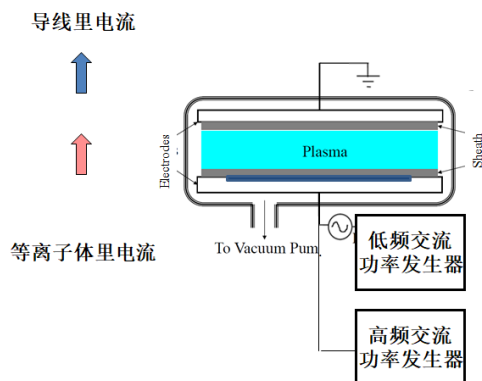 导线里电流
Electrodes
Plasma
Sheath
等离子体里电流
To Vacuum Pump
低频交流
功率发生器
高频交流
功率发生器